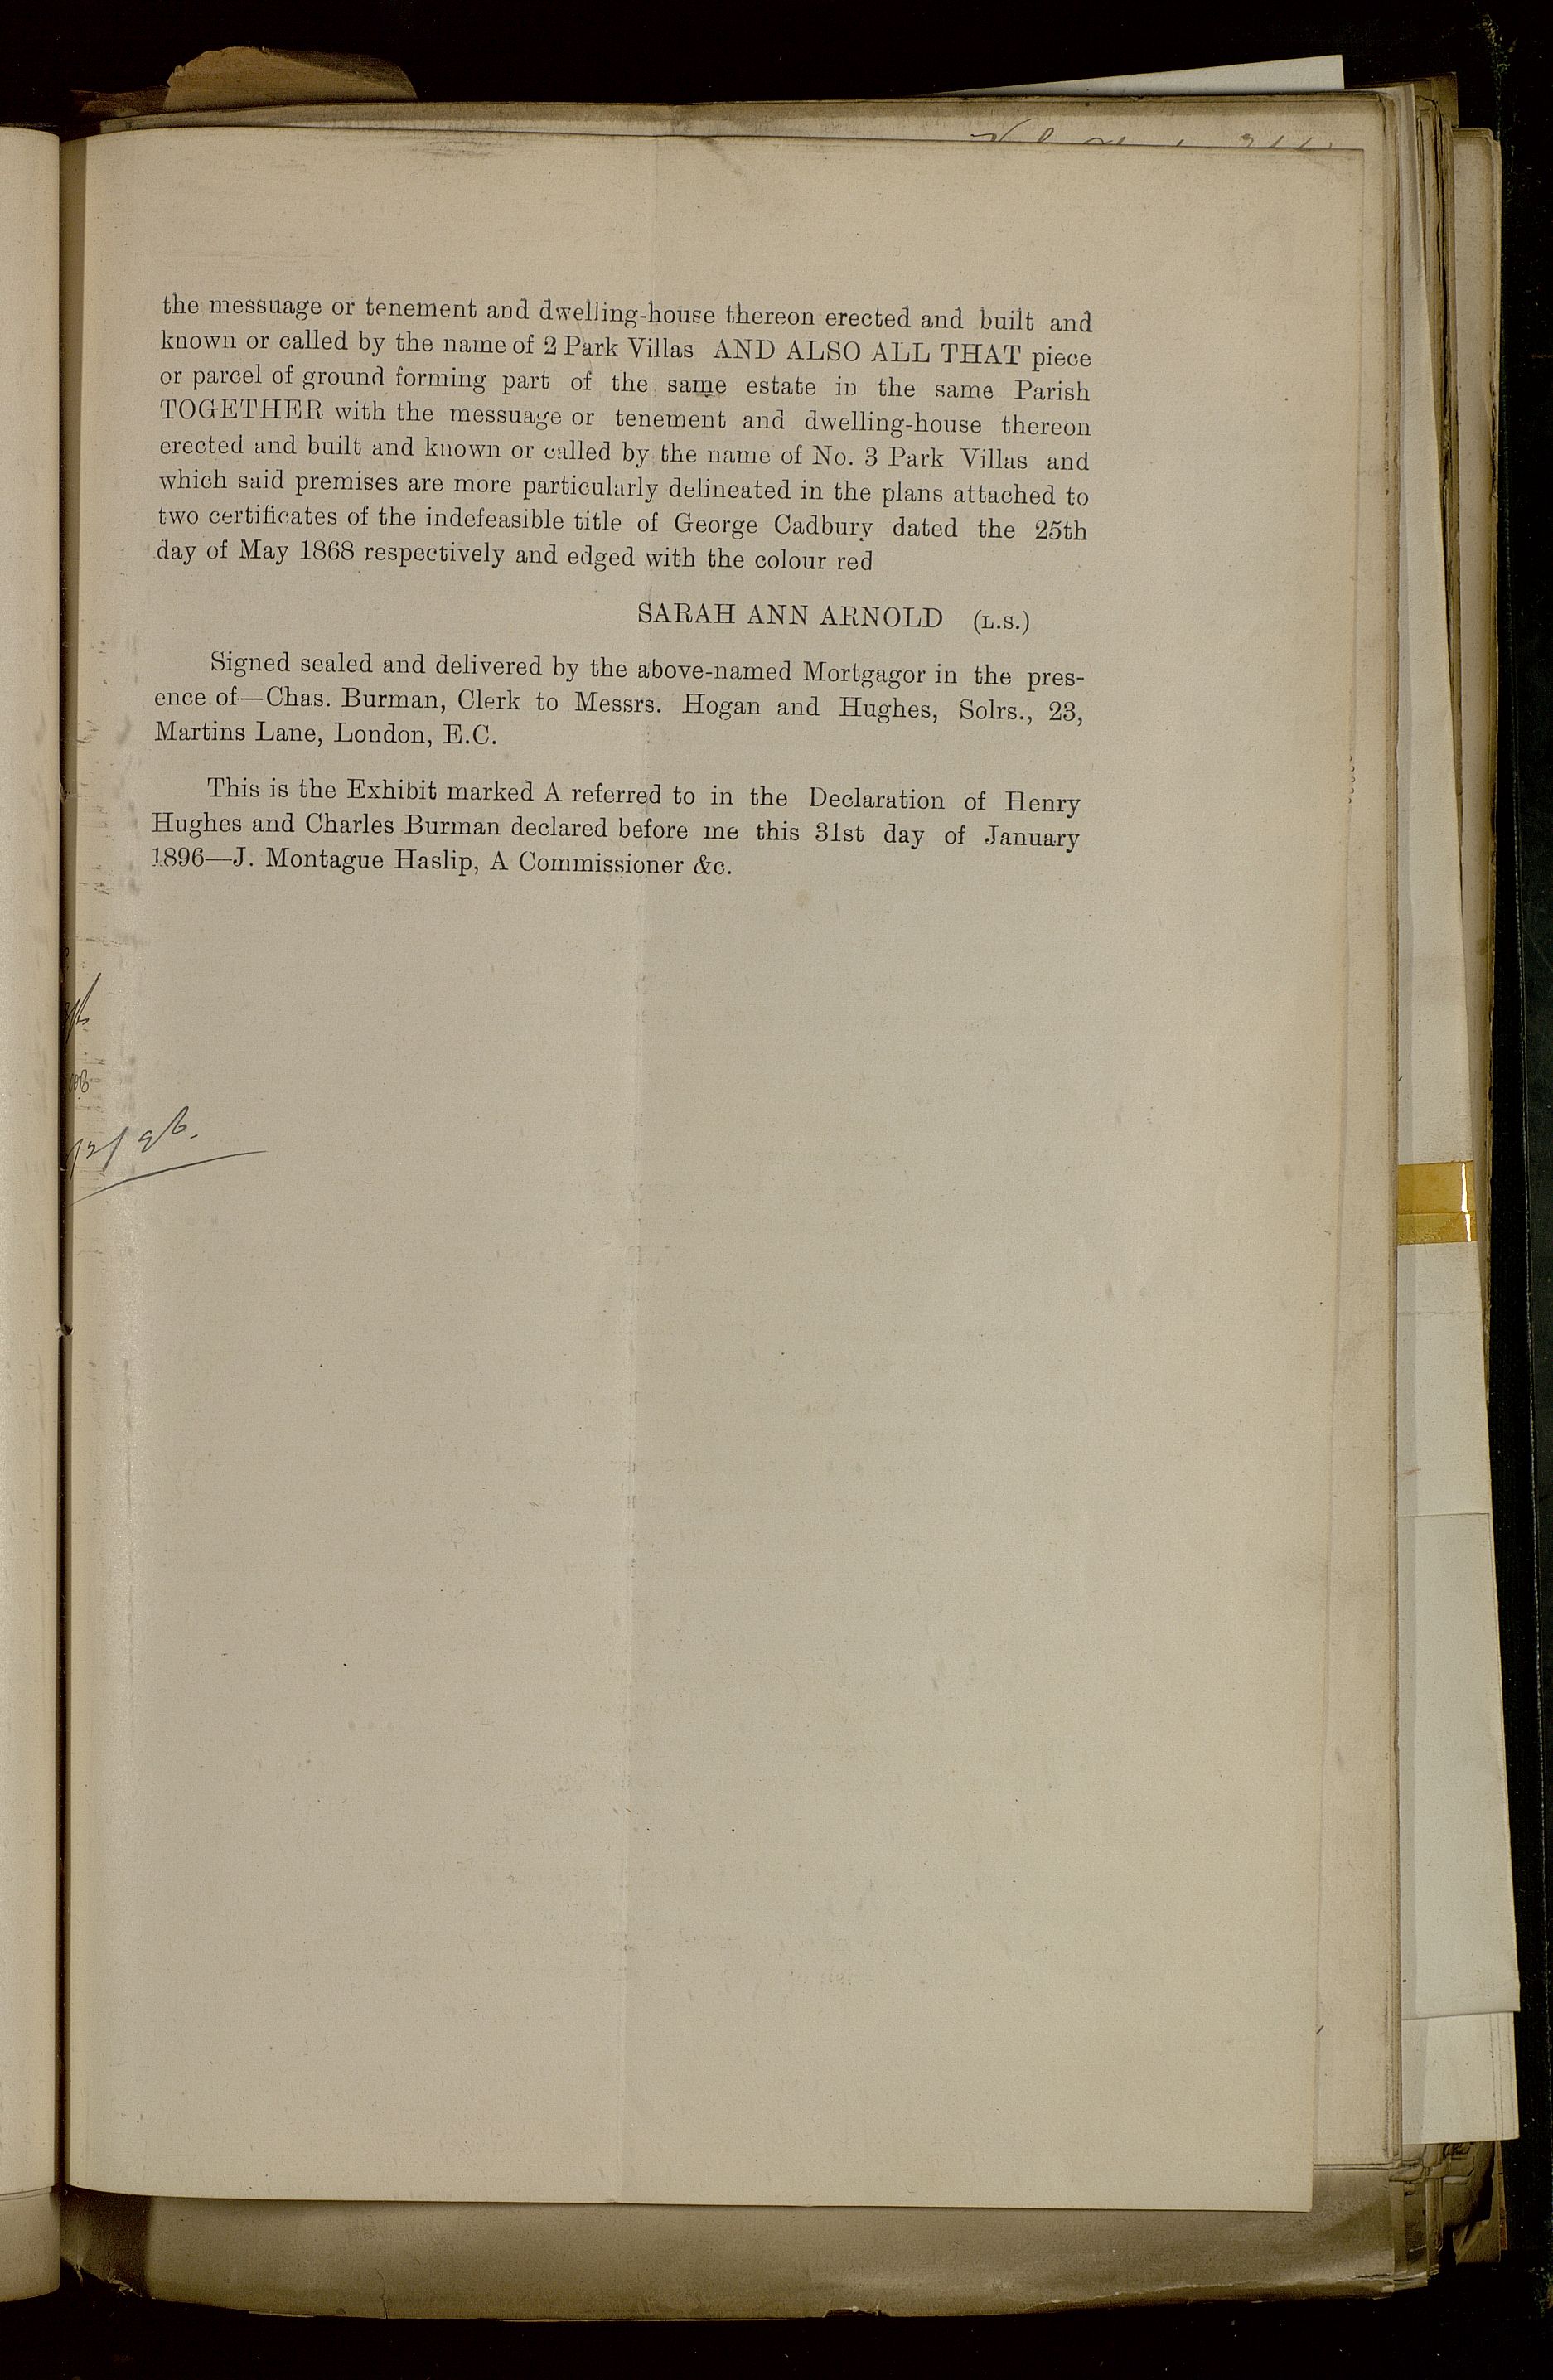 the messuage or tenement and dwelling-house thereon erected and built and
known or called by the name of 2 Park Villas AND ALSO ALL THAT piece
or parcel of ground forming part of the same estate in the same Parish
TOGETHER with the messuage or tenement and dwelling-house thereon
erected and built and known or called by the name of No. 3 Park Villas and
which said premises are more particularly delineated in the plans attached to
two certificates of the indefeasible title of George Cadbury dated the 25th
day of May 1868 respectively and edged with the colour red
SARAH ANN ARNOLD (L.S.)
Signed sealed and delivered by the above-named Mortgagor in the pres-
ence of—Chas. Burman, Clerk to Messrs. Hogan and Hughes, Solrs., 23,
Martins Lane, London, E.C.
This is the Exhibit marked A referred to in the Declaration of Henry
Hughes and Charles Burman declared before me this 31st day of January
1896—J. Montague Haslip, A Commissioner &c.